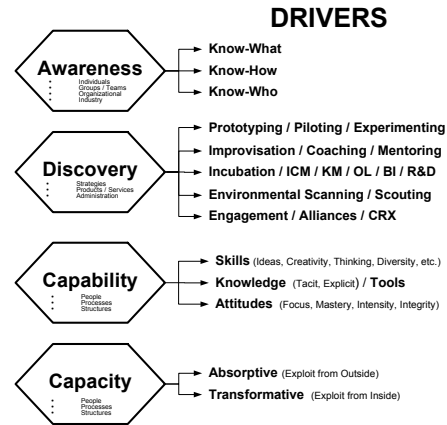 DRIVERS
Awareness
Individuals
Groups / Teams
Organizational
Industry
Know-What
Know-How
Know-Who
Discovery
Strategies
Products / Services
Administration
Prototyping / Piloting / Experimenting
Improvisation / Coaching / Mentoring
Incubation / ICM / KM / OL / BI / R&D
Environmental Scanning / Scouting
Engagement / Alliances / CRX
Capability
People
Processes
Structures
Skills (Ideas, Creativity, Thinking, Diversity, etc.)
Knowledge (Tacit, Explicit) / Tools
Attitudes (Focus, Mastery, Intensity, Integrity)
Capacity
People
Processes
Structures
Absorptive (Exploit from Outside)
Transformative (Exploit from Inside)